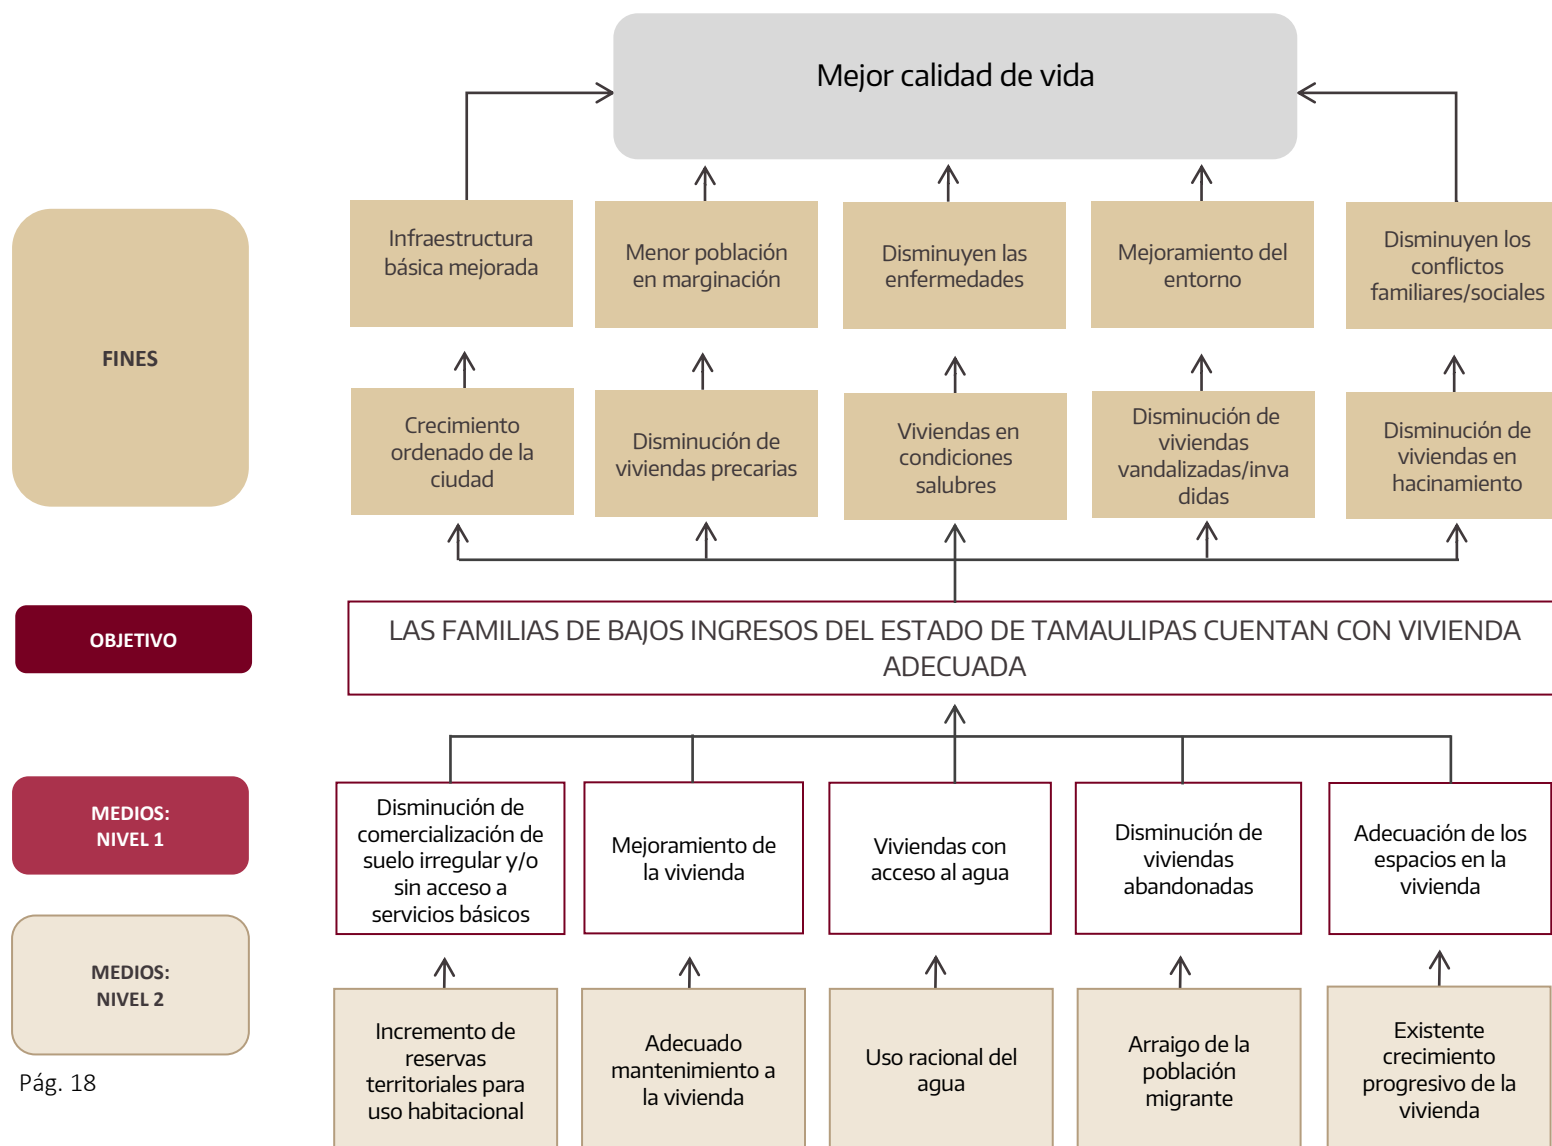 Mejor calidad de vida
FINES
Infraestructura
básica mejorada
Menor población
en marginación
Disminuyen las
enfermedades
Mejoramiento del
entorno
Disminuyen los
conflictos
familiares/sociales
Crecimiento
ordenado de la
ciudad
Disminución de
viviendas precarias
Viviendas en
condiciones
salubres
Disminución de
viviendas
vandalizadas/inva
didas
Disminución de
viviendas en
hacinamiento
OBJETIVO
LAS FAMILIAS DE BAJOS INGRESOS DEL ESTADO DE TAMAULIPAS CUENTAN CON VIVIENDA
ADECUADA
MEDIOS:
NIVEL 1
Disminución de
comercialización de
suelo irregular y/o
sin acceso a
servicios básicos
Mejoramiento de
la vivienda
Viviendas con
acceso al agua
Disminución de
viviendas
abandonadas
Adecuación de los
espacios en la
vivienda
MEDIOS:
NIVEL 2
Incremento de
reservas
territoriales para
uso habitacional
Adecuado
mantenimiento a
la vivienda
Uso racional del
agua
Arraigo de la
población
migrante
Existente
crecimiento
progresivo de la
vivienda
Pág. 18